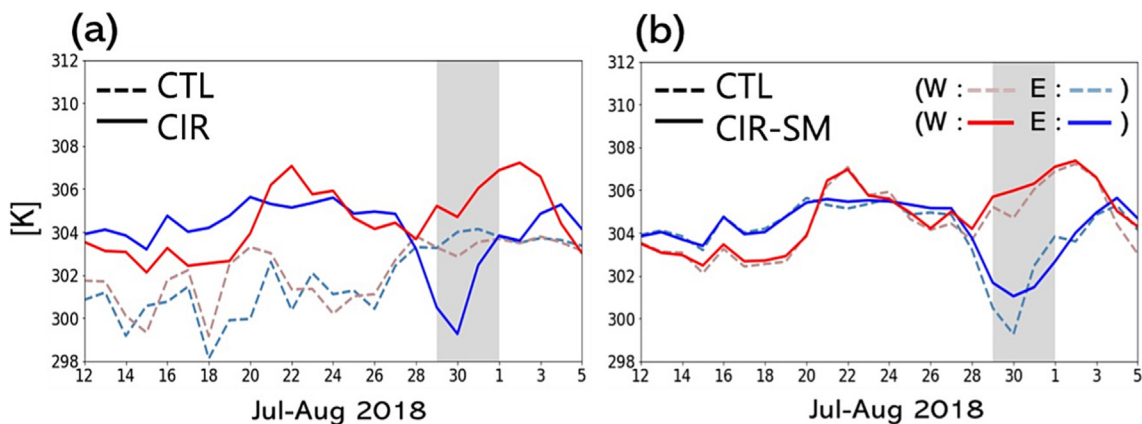 (a)
312
310
308
306
304
302
300
298
[K]
CTL
CIR
12 14 16 18 20 22 24 26 28 30 1 3 5
Jul-Aug 2018
(b)
312
310
308
306
304
302
300
298
CTL (W : E : )
CIR-SM (W : E : )
12 14 16 18 20 22 24 26 28 30 1 3 5
Jul-Aug 2018